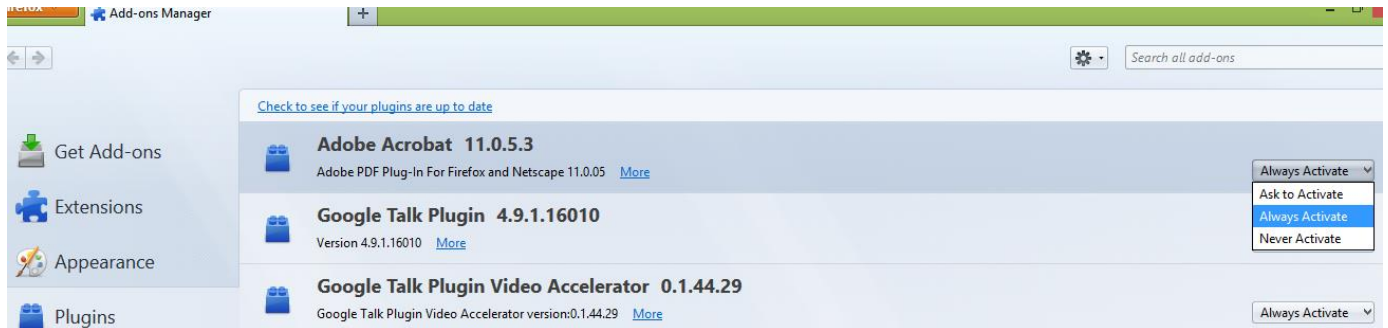 Add-ons Manager
+
Search all add-ons
Check to see if your plugins are up to date
Get Add-ons
Extensions
Appearance
Plugins
Adobe Acrobat 11.0.5.3
Adobe PDF Plug-In For Firefox and Netscape 11.0.05 More
Always Activate
Ask to Activate
Always Activate
Never Activate
Google Talk Plugin 4.9.1.16010
Version 4.9.1.16010 More
Google Talk Plugin Video Accelerator 0.1.44.29
Google Talk Plugin Video Accelerator version:0.1.44.29 More
Always Activate